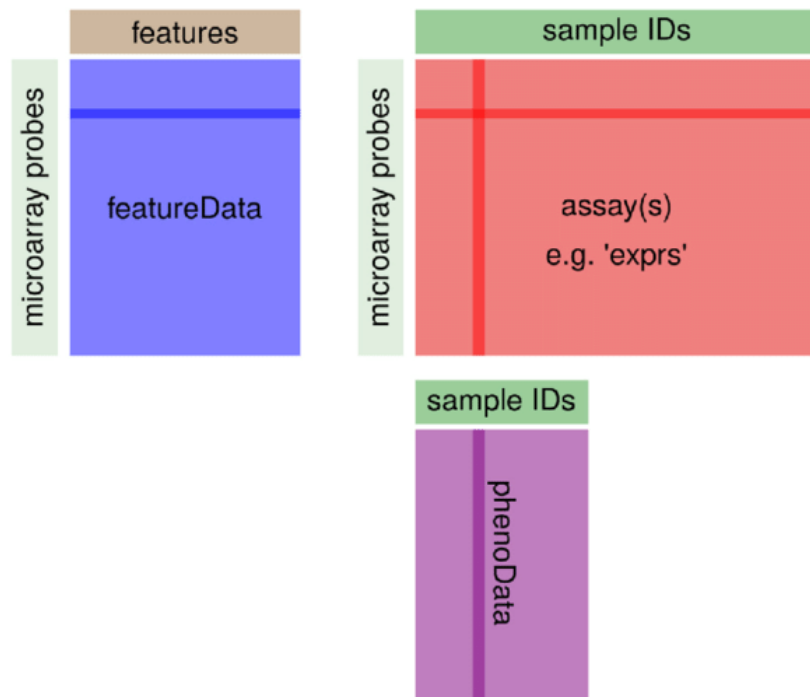 features
sample IDs
microarray probes
featureData
microarray probes
assay(s)
e.g. 'exprs'
sample IDs
phenoData